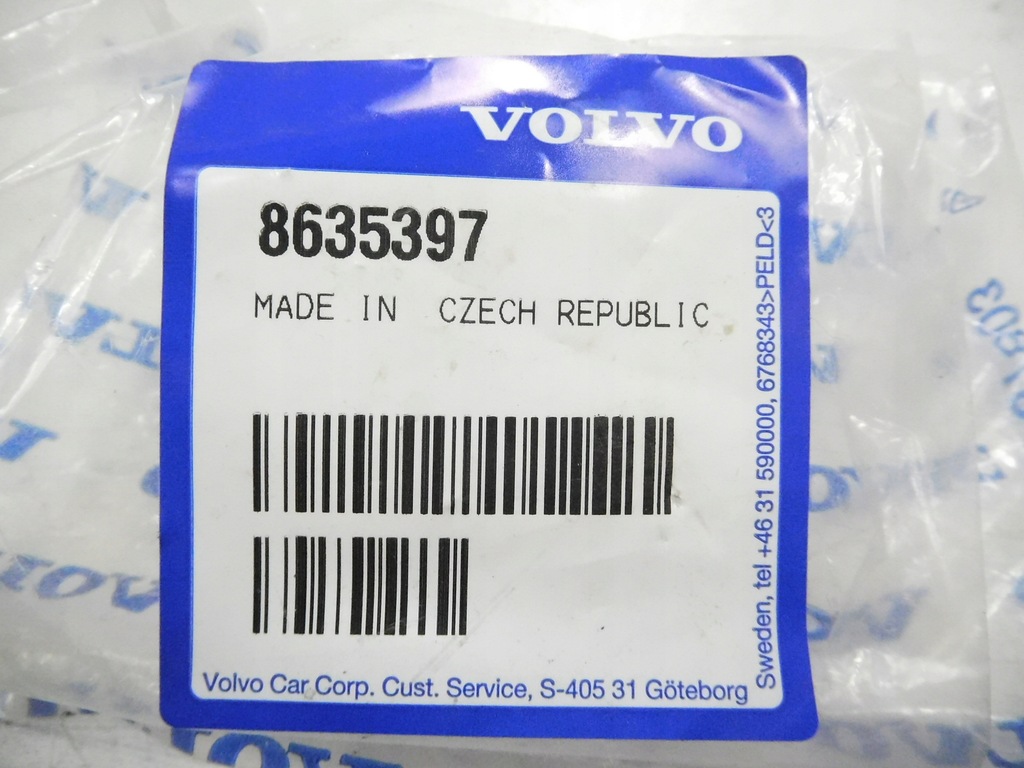 VOLVO
8635397
MADE IN CZECH REPUBLIC
Volvo Car Corp. Cust. Service, S-405 31 Göteborg
Sweden, tel +46 31 590000, 6768343>PELD<3